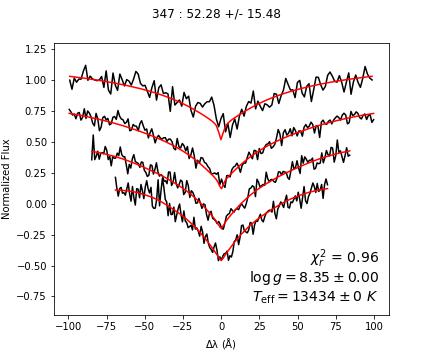 347 : 52.28 +/- 15.48
1.25
1.00
0.75
0.50
0.25
0.00
−0.25
−0.50
−0.75
Normalized Flux
χ²ᵣ = 0.96
log g = 8.35 ± 0.00
T_eff = 13434 ± 0 K
−100 −75 −50 −25 0 25 50 75 100
Δλ (Å)